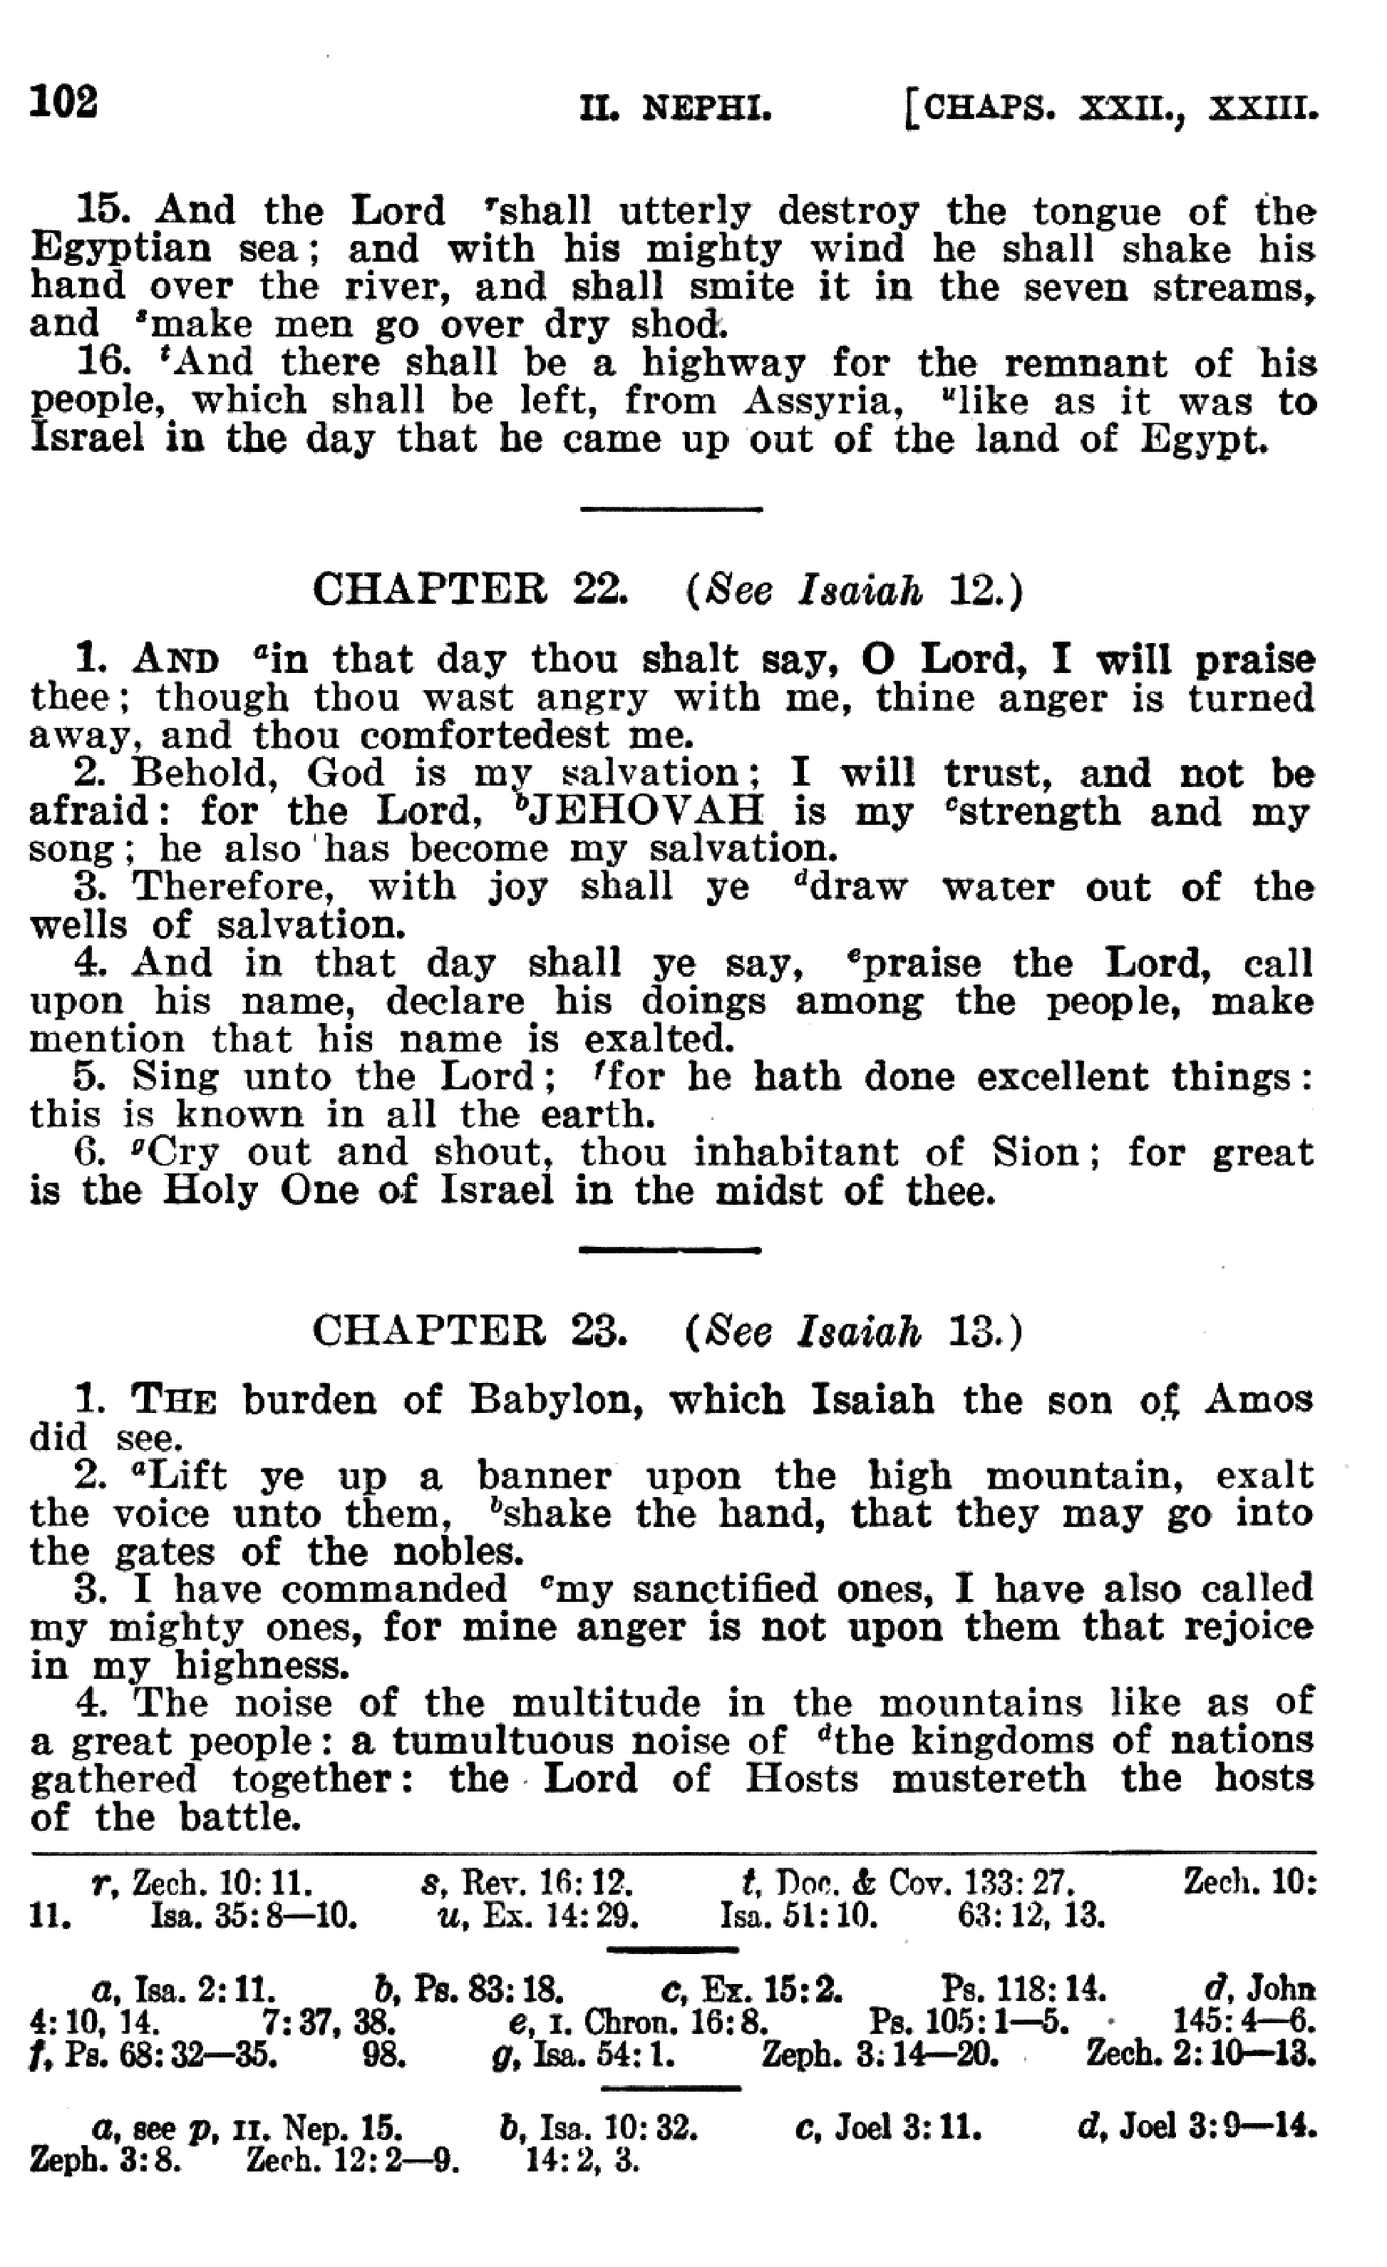 102 II. NEPHI. [CHAPS. XXII., XXIII.
15. And the Lord ʳshall utterly destroy the tongue of the
Egyptian sea; and with his mighty wind he shall shake his
hand over the river, and shall smite it in the seven streams,
and ˢmake men go over dry shod.
16. ᵗAnd there shall be a highway for the remnant of his
people, which shall be left, from Assyria, ᵘlike as it was to
Israel in the day that he came up out of the land of Egypt.
CHAPTER 22. (See Isaiah 12.)
1. AND ᵃin that day thou shalt say, O Lord, I will praise
thee; though thou wast angry with me, thine anger is turned
away, and thou comfortedest me.
2. Behold, God is my salvation; I will trust, and not be
afraid: for the Lord, ᵇJEHOVAH is my ᶜstrength and my
song; he also has become my salvation.
3. Therefore, with joy shall ye ᵈdraw water out of the
wells of salvation.
4. And in that day shall ye say, ᵉpraise the Lord, call
upon his name, declare his doings among the people, make
mention that his name is exalted.
5. Sing unto the Lord; ᶠfor he hath done excellent things:
this is known in all the earth.
6. ᵍCry out and shout, thou inhabitant of Sion; for great
is the Holy One of Israel in the midst of thee.
CHAPTER 23. (See Isaiah 13.)
1. THE burden of Babylon, which Isaiah the son of Amos
did see.
2. ᵃLift ye up a banner upon the high mountain, exalt
the voice unto them, ᵇshake the hand, that they may go into
the gates of the nobles.
3. I have commanded ᶜmy sanctified ones, I have also called
my mighty ones, for mine anger is not upon them that rejoice
in my highness.
4. The noise of the multitude in the mountains like as of
a great people: a tumultuous noise of ᵈthe kingdoms of nations
gathered together: the Lord of Hosts mustereth the hosts
of the battle.
r, Zech. 10:11. s, Rev. 16:12. t, Doc. & Cov. 133:27. Zech. 10:
11. Isa. 35:8—10. u, Ex. 14:29. Isa. 51:10. 63:12, 13.
a, Isa. 2:11. b, Ps. 83:18. c, Ex. 15:2. Ps. 118:14. d, John
4:10, 14. 7:37, 38. e, I. Chron. 16:8. Ps. 105:1—5. 145:4—6.
f, Ps. 68:32—35. 98. g, Isa. 54:1. Zeph. 3:14—20. Zech. 2:10—13.
a, see p, II. Nep. 15. b, Isa. 10:32. c, Joel 3:11. d, Joel 3:9—14.
Zeph. 3:8. Zech. 12:2—9. 14:2, 3.